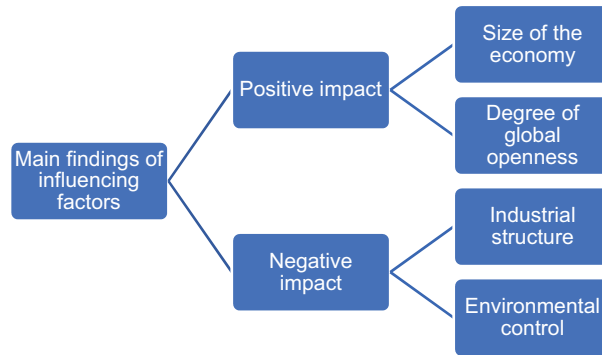 Main findings of
influencing
factors
Positive impact
Size of the
economy
Degree of
global
openness
Negative
impact
Industrial
structure
Environmental
control